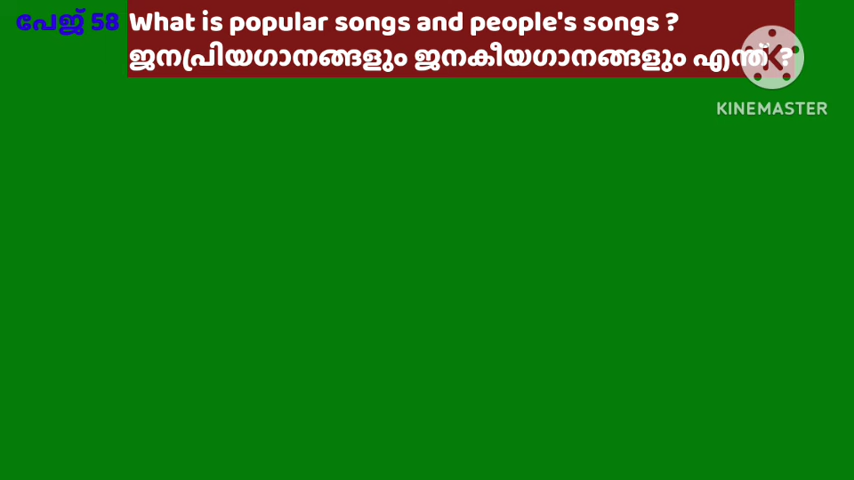 പേജ് 58 What is popular songs and people's songs ?
ജനപ്രിയഗാനങ്ങളും ജനകീയഗാനങ്ങളും എന്ത് ?
K
KINEMASTER